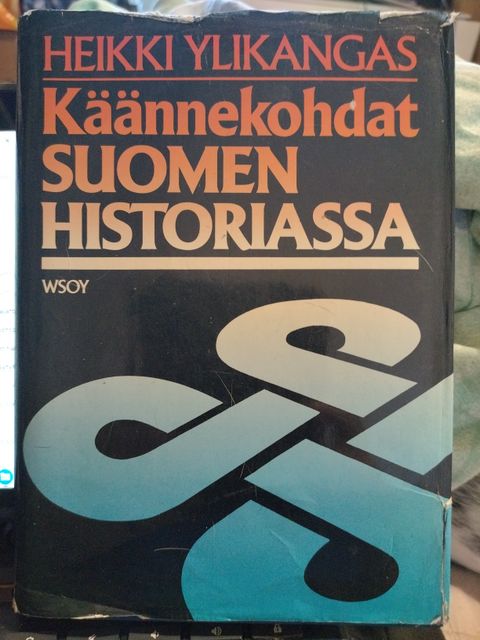 HEIKKI YLIKANGAS
Käännekohdat
SUOMEN
HISTORIASSA
WSOY